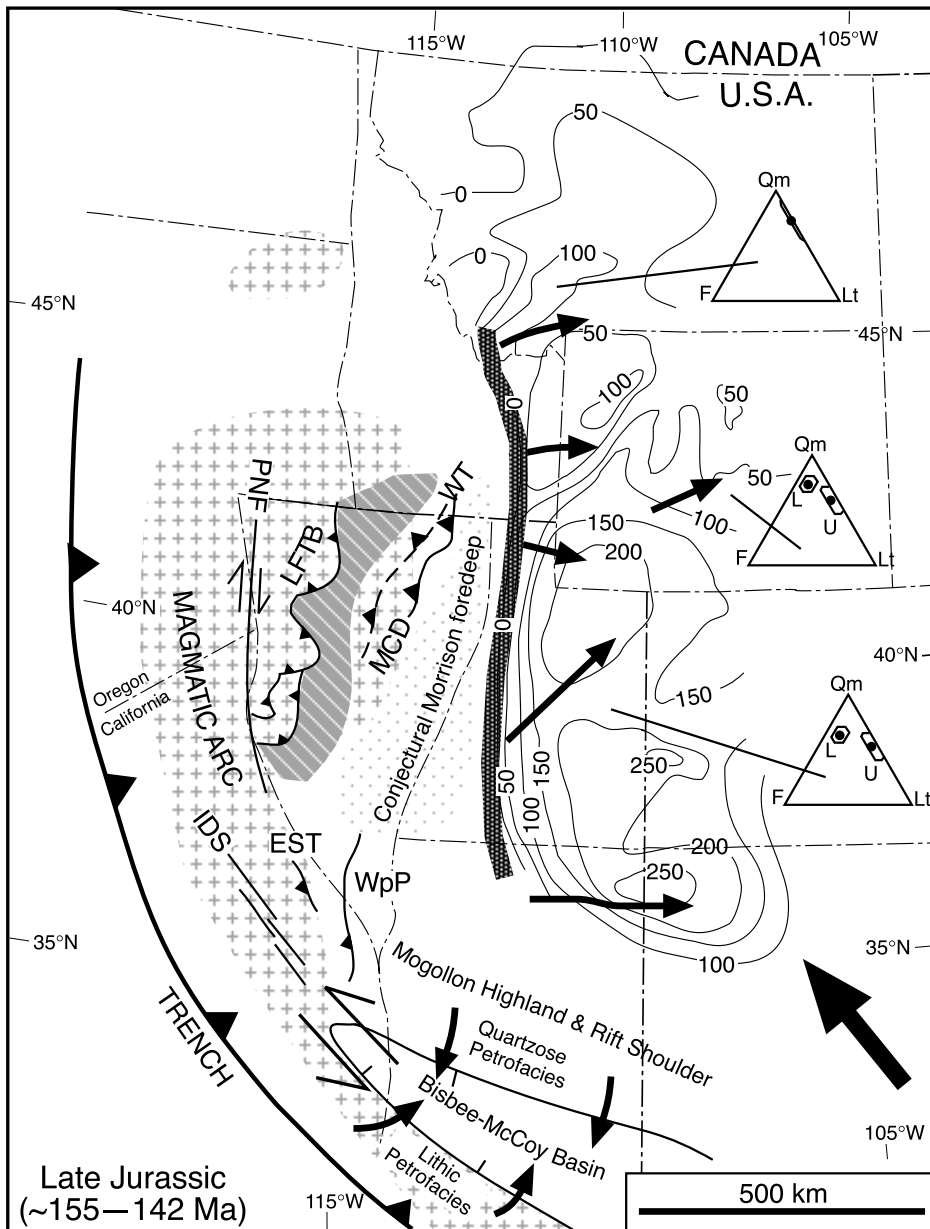 115°W
110°W
105°W
CANADA
U.S.A.
50
0
Qm
0
100
F
Lt
45°N
50
45°N
0
100
50
Qm
PNF
WT
50
L
U
LFTB
150
100
200
F
Lt
40°N
MCD
Conjectural Morrison foredeep
0
MAGMATIC ARC
40°N
Oregon
California
150
Qm
L
U
50
100
150
250
F
Lt
IDS
EST
200
WpP
250
35°N
35°N
100
Mogollon Highland & Rift Shoulder
TRENCH
Quartzose
Petrofacies
Bisbee-McCoy Basin
105°W
Lithic
Petrofacies
Late Jurassic
(~155—142 Ma)
115°W
500 km